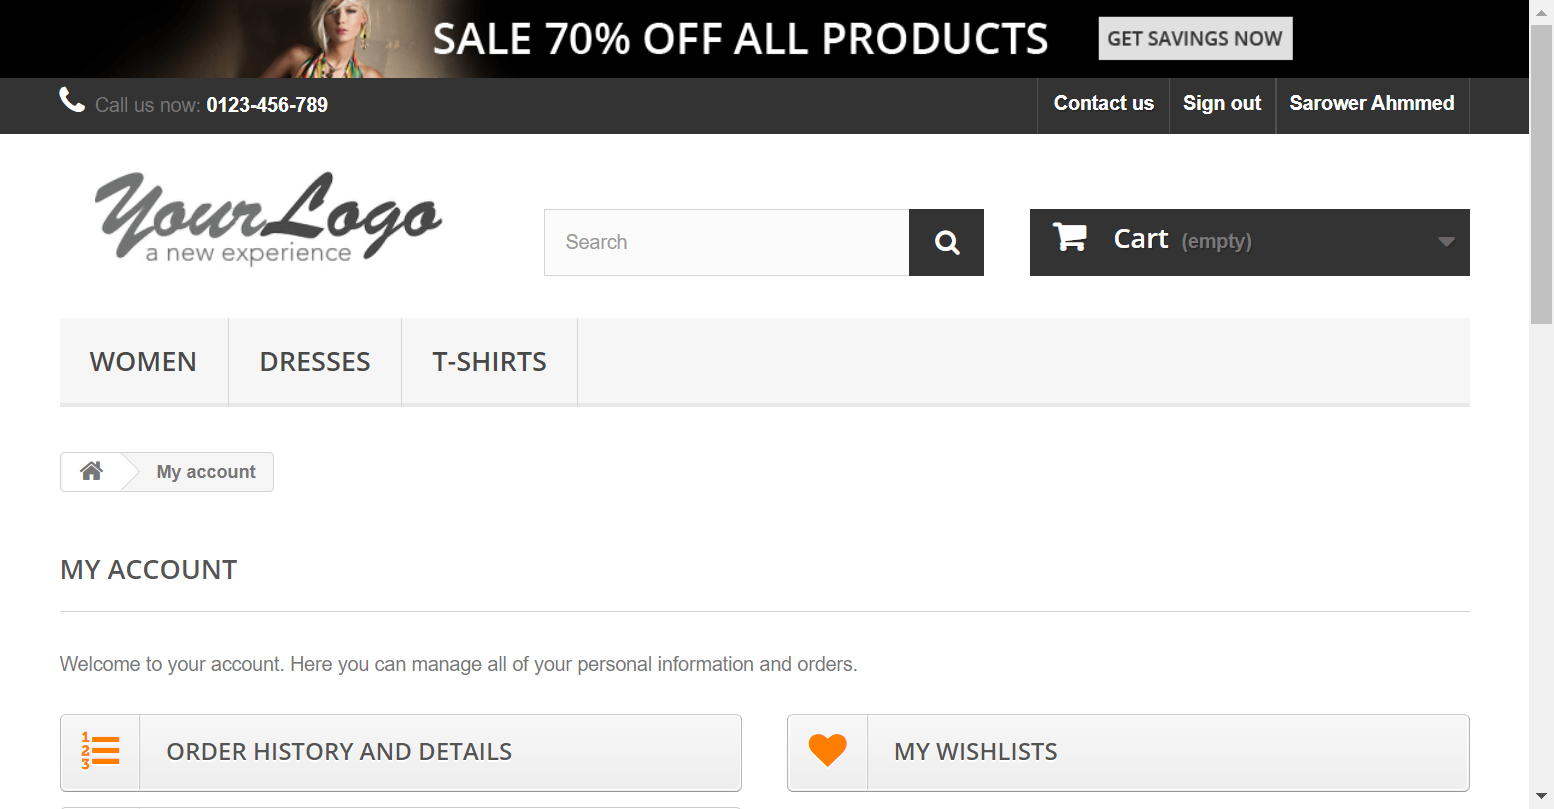 SALE 70% OFF ALL PRODUCTS GET SAVINGS NOW
Call us now: 0123-456-789 Contact us Sign out Sarower Ahmmed
YourLogo
a new experience
Search Cart (empty)
WOMEN DRESSES T-SHIRTS
My account
MY ACCOUNT
Welcome to your account. Here you can manage all of your personal information and orders.
1 2 3 ORDER HISTORY AND DETAILS MY WISHLISTS